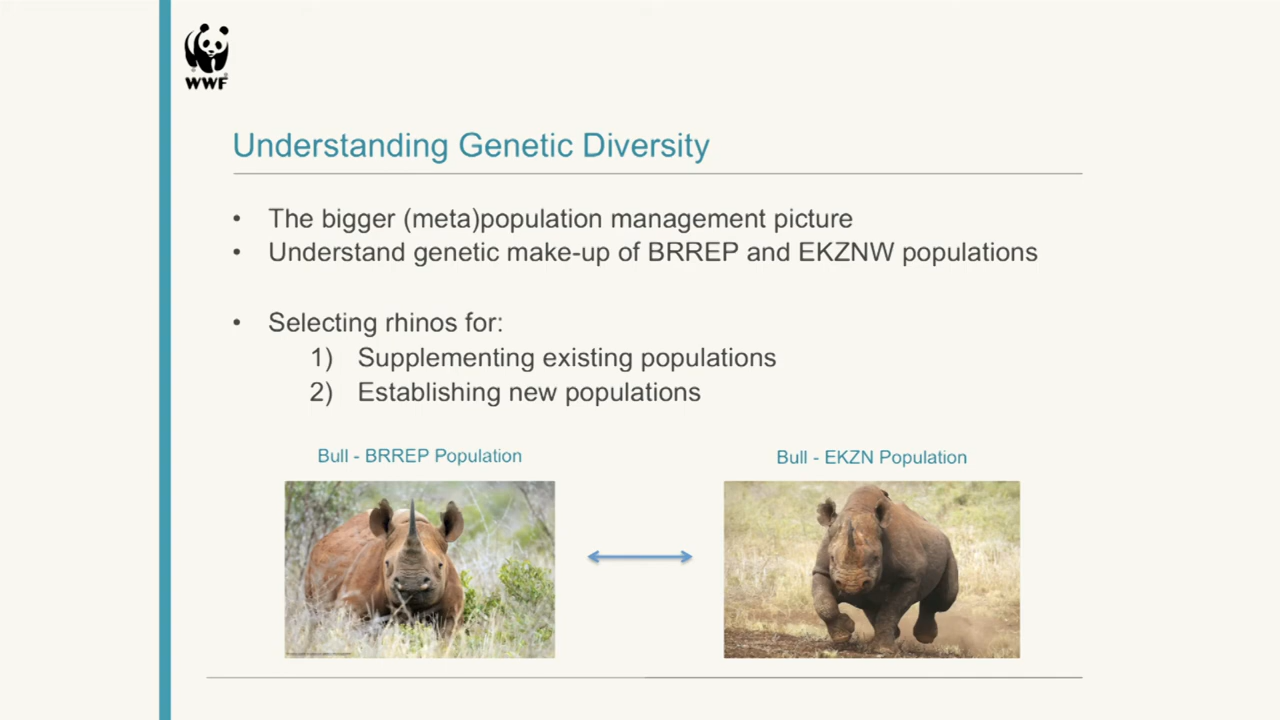 WWF
Understanding Genetic Diversity
• The bigger (meta)population management picture
• Understand genetic make-up of BRREP and EKZNW populations
• Selecting rhinos for:
1) Supplementing existing populations
2) Establishing new populations
Bull - BRREP Population
Bull - EKZN Population